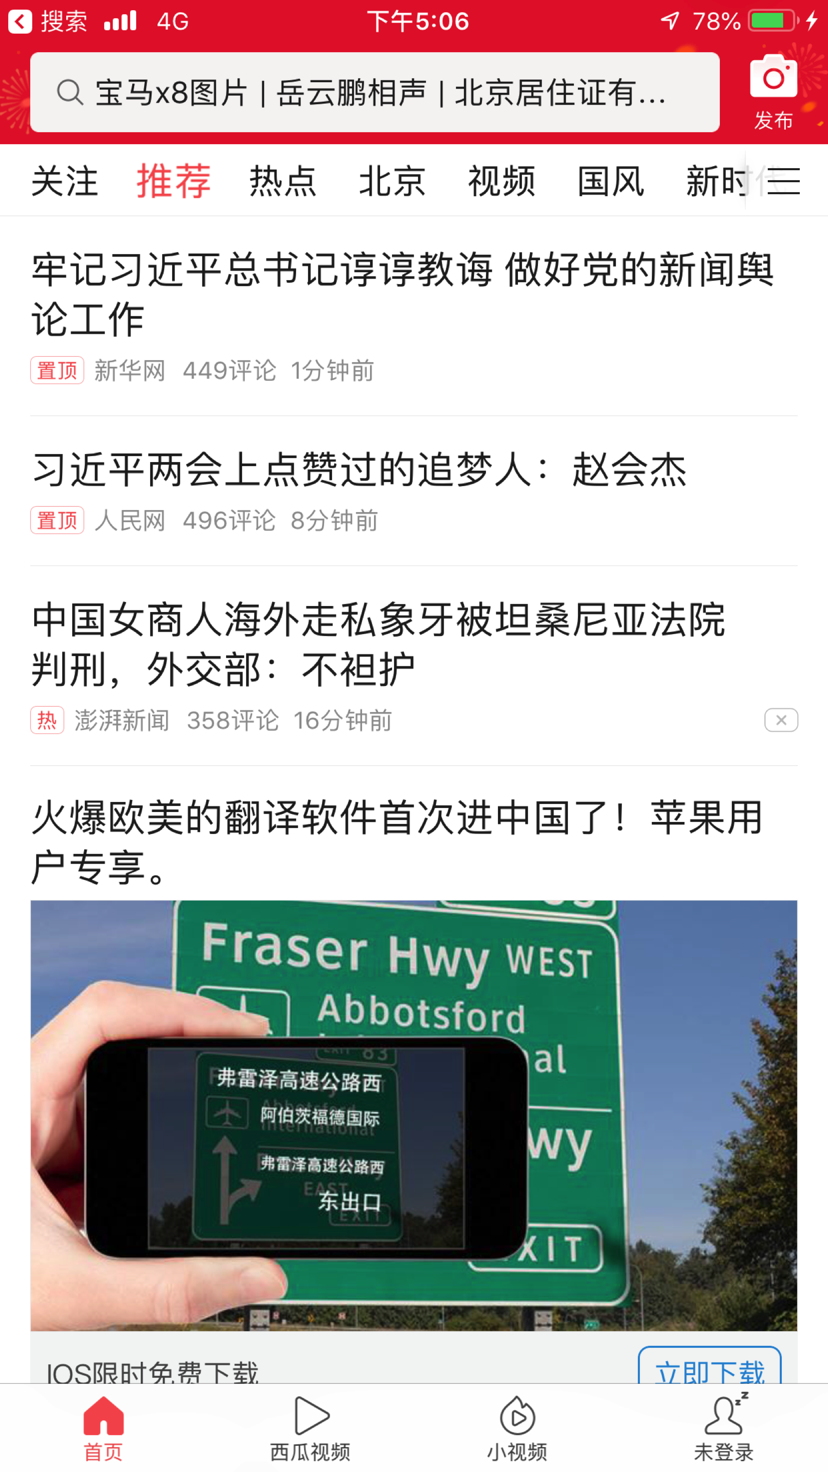 搜索 4G 下午5:06 78%
宝马x8图片 | 岳云鹏相声 | 北京居住证有...
发布
关注 推荐 热点 北京 视频 国风 新时代
牢记习近平总书记谆谆教诲 做好党的新闻舆
论工作
置顶 新华网 449评论 1分钟前
习近平两会上点赞过的追梦人：赵会杰
置顶 人民网 496评论 8分钟前
中国女商人海外走私象牙被坦桑尼亚法院
判刑，外交部：不袒护
热 澎湃新闻 358评论 16分钟前
火爆欧美的翻译软件首次进中国了！苹果用
户专享。
Fraser Hwy WEST
Abbotsford
al
EXIT 83
弗雷泽高速公路西
阿伯茨福德国际
International
wy
弗雷泽高速公路西
EAST
东出口
EXIT
XIT
IOS限时免费下载 立即下载
首页 西瓜视频 小视频 未登录